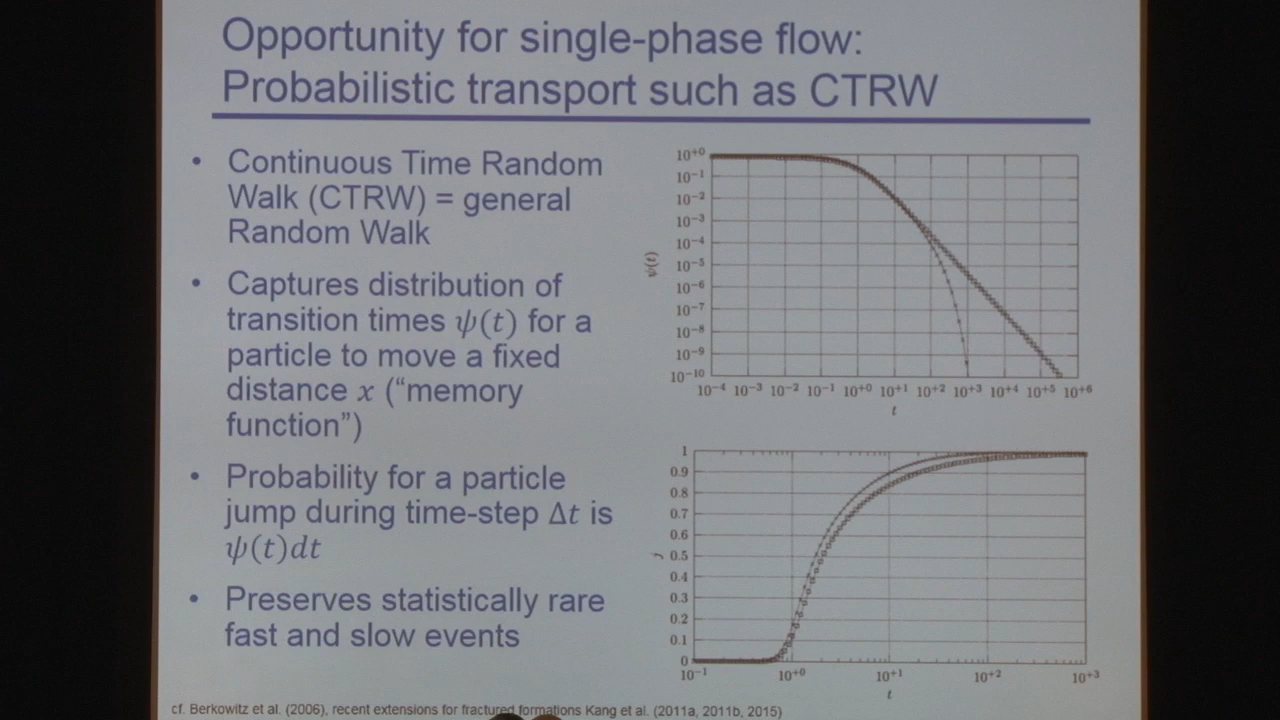 Opportunity for single-phase flow:
Probabilistic transport such as CTRW
• Continuous Time Random
Walk (CTRW) = general
Random Walk
• Captures distribution of
transition times ψ(t) for a
particle to move a fixed
distance x (“memory
function”)
• Probability for a particle
jump during time-step Δt is
ψ(t)dt
• Preserves statistically rare
fast and slow events
10⁺⁰
10⁻¹
10⁻²
10⁻³
10⁻⁴
10⁻⁵
10⁻⁶
10⁻⁷
10⁻⁸
10⁻⁹
10⁻¹⁰
ψ(t)
10⁻⁴ 10⁻³ 10⁻² 10⁻¹ 10⁺⁰ 10⁺¹ 10⁺² 10⁺³ 10⁺⁴ 10⁺⁵ 10⁺⁶
t
1
0.9
0.8
0.7
0.6
0.5
0.4
0.3
0.2
0.1
0
j
10⁻¹ 10⁺⁰ 10⁺¹ 10⁺² 10⁺³
t
cf. Berkowitz et al. (2006), recent extensions for fractured formations Kang et al. (2011a, 2011b, 2015)